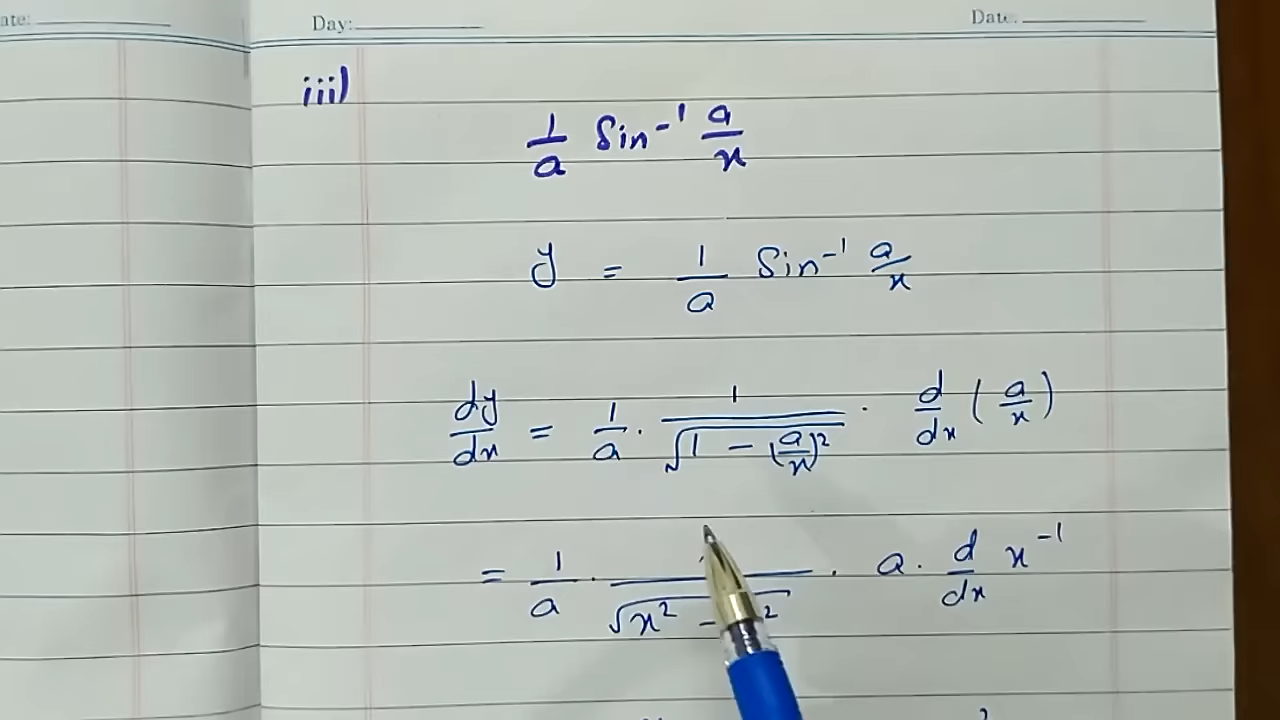 ate:
Day: Date:
iii)
1/a Sin⁻¹ a/x
y = 1/a Sin⁻¹ a/x
dy/dx = 1/a · 1/√(1 - (a/x)²) · d/dx (a/x)
= 1/a · /√(x² - ²) · a · d/dx x⁻¹